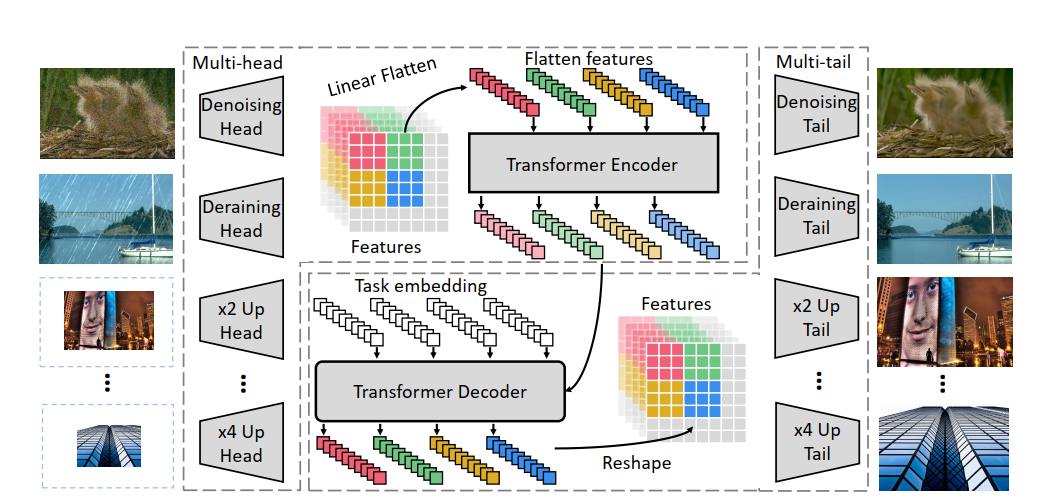 Multi-head
Denoising
Head
Deraining
Head
x2 Up
Head
x4 Up
Head
Linear Flatten
Flatten features
Transformer Encoder
Features
Task embedding
Transformer Decoder
Features
Reshape
Multi-tail
Denoising
Tail
Deraining
Tail
x2 Up
Tail
x4 Up
Tail